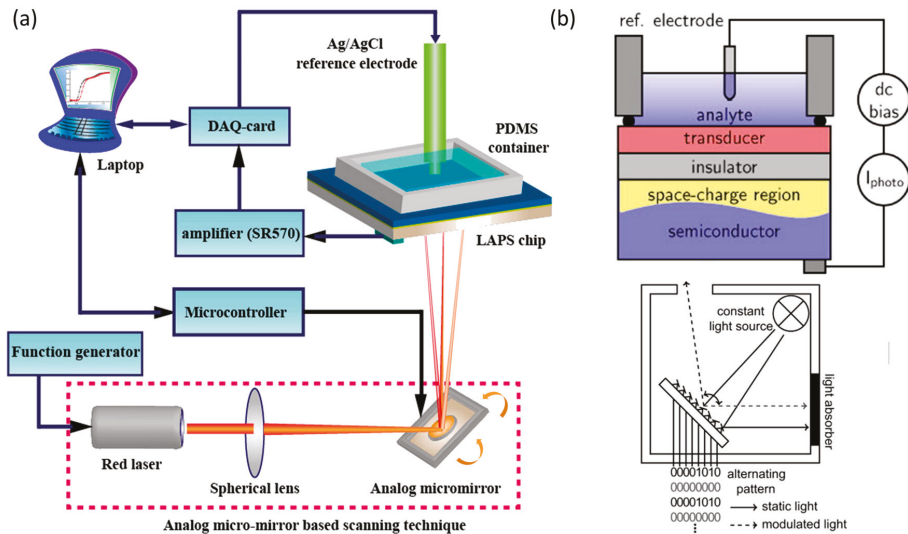 (a)
Ag/AgCl
reference electrode
DAQ-card
Laptop
PDMS
container
amplifier (SR570)
LAPS chip
Microcontroller
Function generator
Red laser
Spherical lens
Analog micromirror
Analog micro-mirror based scanning technique
(b)
ref. electrode
dc
bias
analyte
transducer
insulator
I photo
space-charge region
semiconductor
constant
light source
light absorber
00001010 alternating
00000000 pattern
00001010 static light
00000000 modulated light